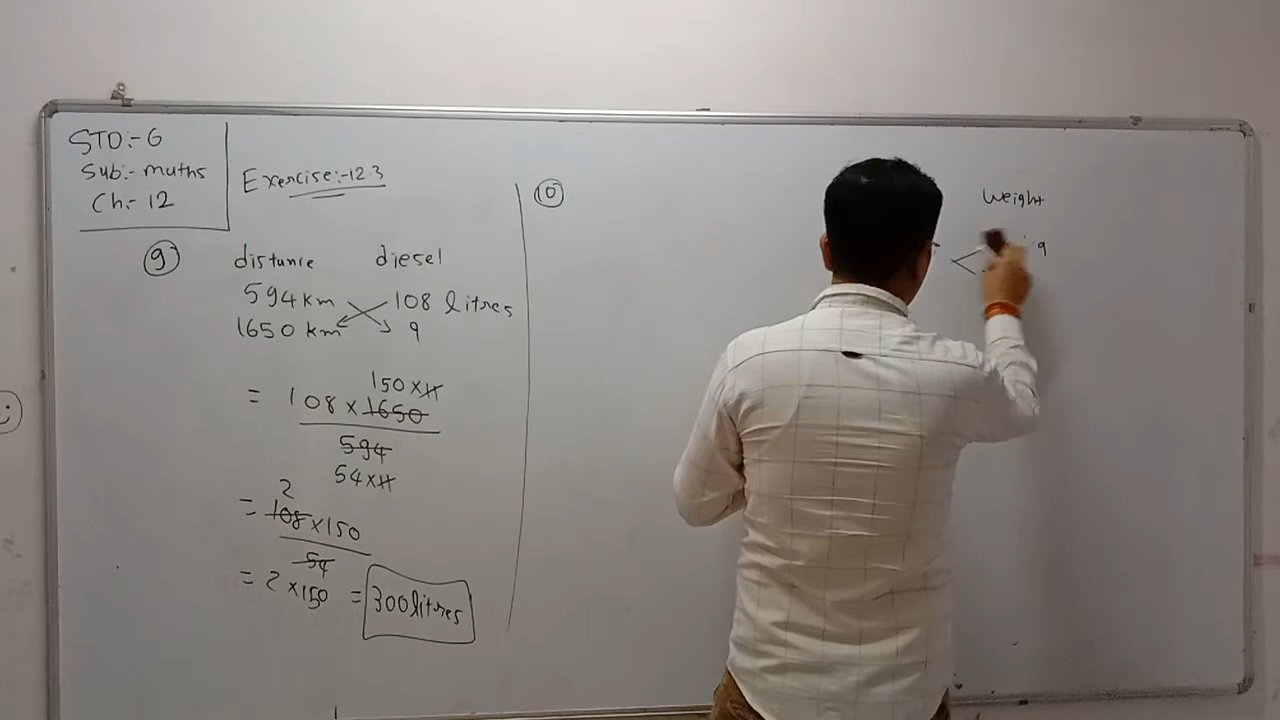 STD:- 6
Sub:- maths
Ch:- 12
Exercise:-12.3
9
distance diesel
594 km 108 litres
1650 km 9
150 x 11
= 108 x 1650
594
54 x 11
2
= 108 x 150
54
= 2 x 150 = 300 litres
10
Weight